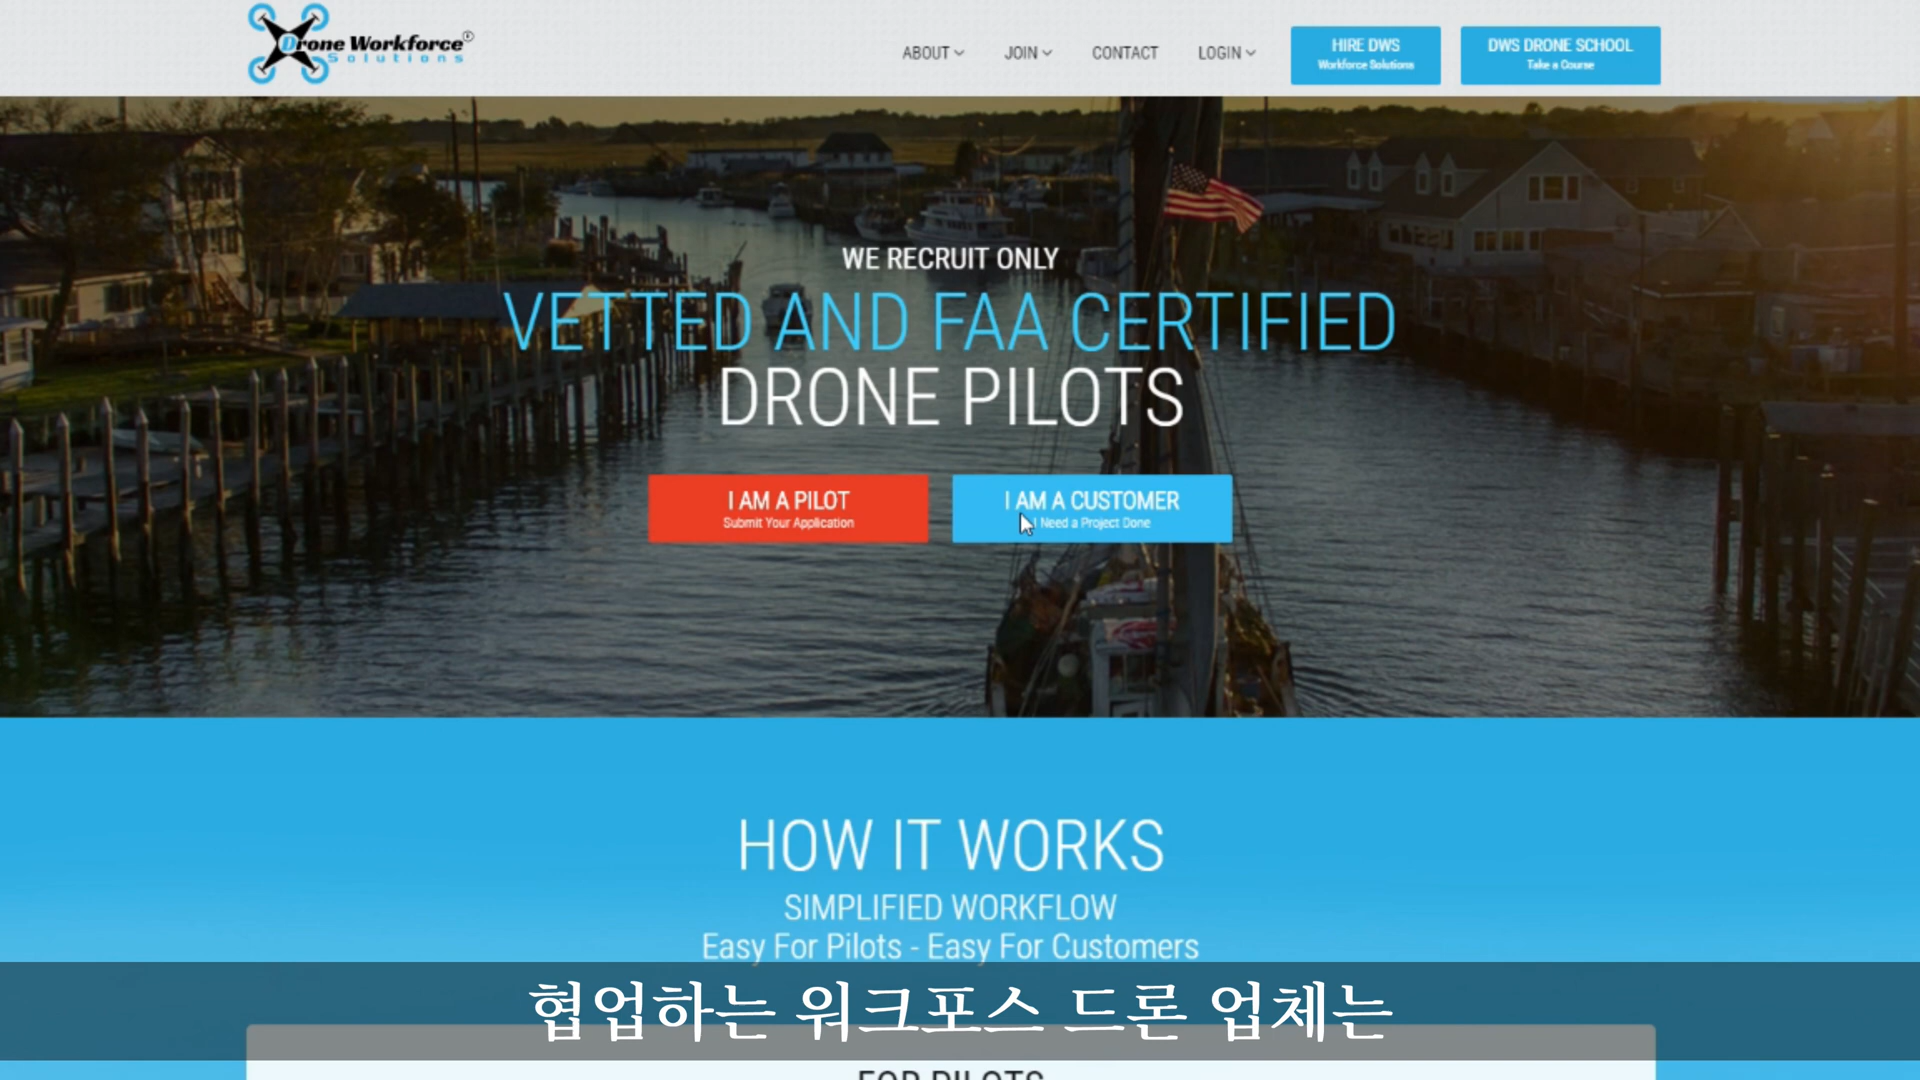 Drone Workforce®
Solutions
ABOUT
JOIN
CONTACT
LOGIN
HIRE DWS
Workforce Solutions
DWS DRONE SCHOOL
Take a Course
WE RECRUIT ONLY
VETTED AND FAA CERTIFIED
DRONE PILOTS
I AM A PILOT
Submit Your Application
I AM A CUSTOMER
I Need a Project Done
HOW IT WORKS
SIMPLIFIED WORKFLOW
Easy For Pilots - Easy For Customers
협업하는 워크포스 드론 업체는
FOR PILOTS